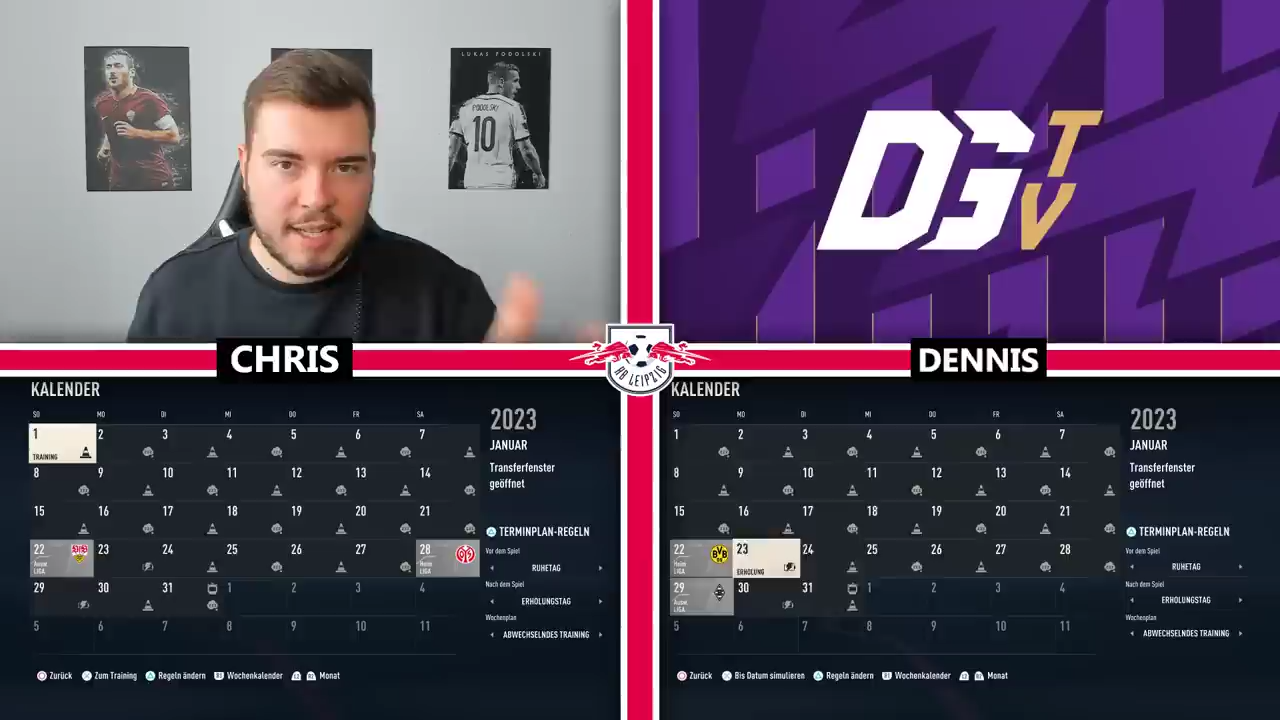 LUKAS PODOLSKI
PODOLSKI
10
DG
TV
CHRIS
RB LEIPZIG
DENNIS
KALENDER
SO MO DI MI DO FR SA
1 2 3 4 5 6 7
TRAINING
8 9 10 11 12 13 14
15 16 17 18 19 20 21
22 23 24 25 26 27 28
Ausw. Heim
LIGA LIGA
29 30 31 1 2 3 4
5 6 7 8 9 10 11
2023
JANUAR
Transferfenster
geöffnet
TERMINPLAN-REGELN
Vor dem Spiel
RUHETAG
Nach dem Spiel
ERHOLUNGSTAG
Wochenplan
ABWECHSELNDES TRAINING
Zurück Zum Training Regeln ändern Wochenkalender Monat
KALENDER
SO MO DI MI DO FR SA
1 2 3 4 5 6 7
8 9 10 11 12 13 14
15 16 17 18 19 20 21
22 23 24 25 26 27 28
Heim
LIGA BVB 09 ERHOLUNG
29 30 31 1 2 3 4
Ausw.
LIGA
5 6 7 8 9 10 11
2023
JANUAR
Transferfenster
geöffnet
TERMINPLAN-REGELN
Vor dem Spiel
RUHETAG
Nach dem Spiel
ERHOLUNGSTAG
Wochenplan
ABWECHSELNDES TRAINING
Zurück Bis Datum simulieren Regeln ändern Wochenkalender Monat